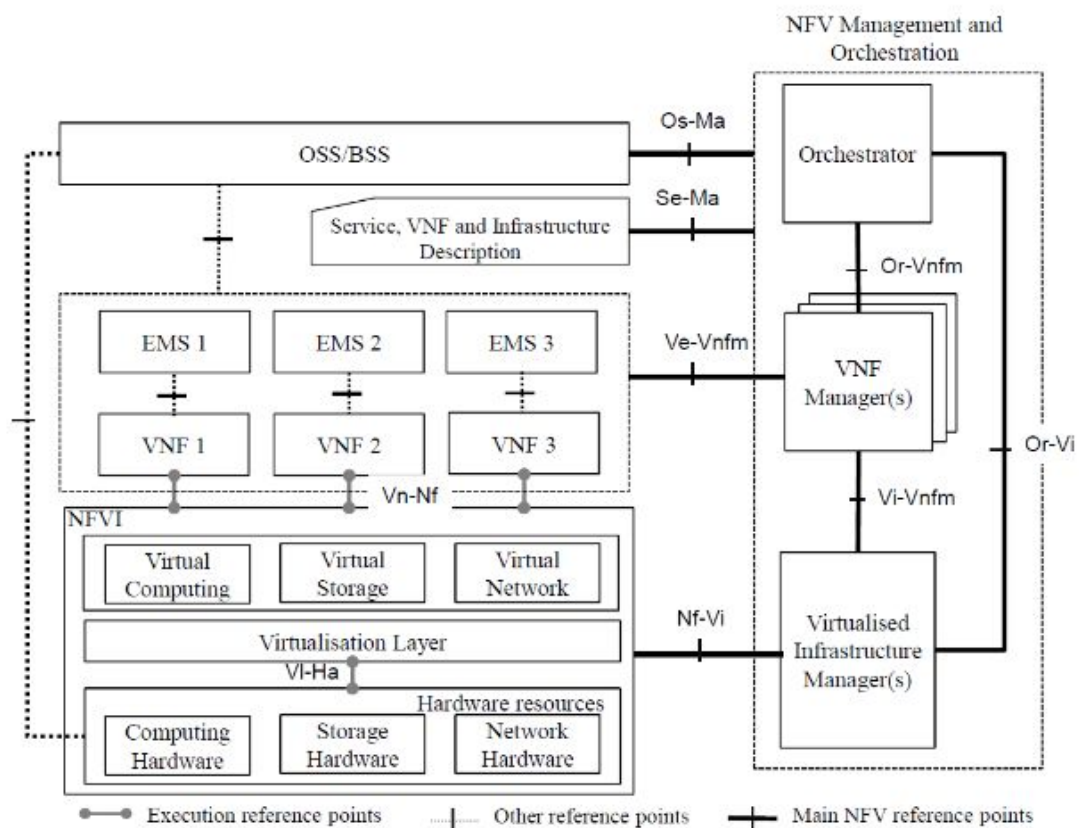 NFV Management and
Orchestration
Os-Ma
OSS/BSS
Orchestrator
Se-Ma
Service, VNF and Infrastructure
Description
Or-Vnfm
EMS 1
EMS 2
EMS 3
Ve-Vnfm
VNF
Manager(s)
VNF 1
VNF 2
VNF 3
Or-Vi
Vn-Nf
Vi-Vnfm
NFVI
Virtual
Computing
Virtual
Storage
Virtual
Network
Nf-Vi
Virtualised
Infrastructure
Manager(s)
Virtualisation Layer
Vl-Ha
Hardware resources
Computing
Hardware
Storage
Hardware
Network
Hardware
Execution reference points
Other reference points
Main NFV reference points